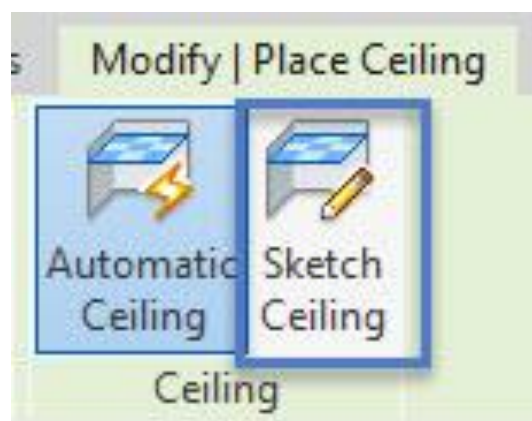 s Modify | Place Ceiling
Automatic Sketch
Ceiling Ceiling
Ceiling